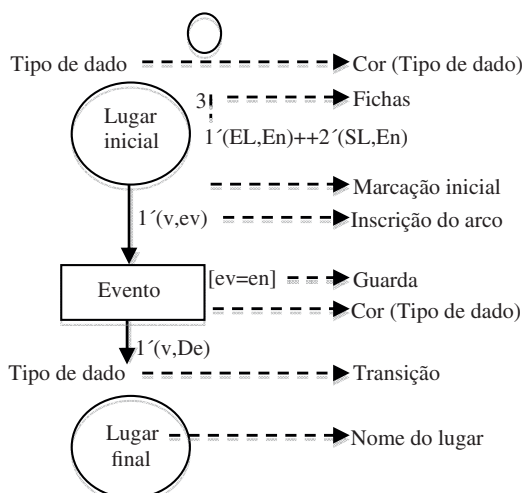 Tipo de dado Cor (Tipo de dado)
3 Fichas
Lugar
inicial
1´(EL,En)++2´(SL,En)
Marcação inicial
1´(v,ev) Inscrição do arco
[ev=en] Guarda
Evento
Cor (Tipo de dado)
1´(v,De)
Tipo de dado Transição
Lugar
final
Nome do lugar